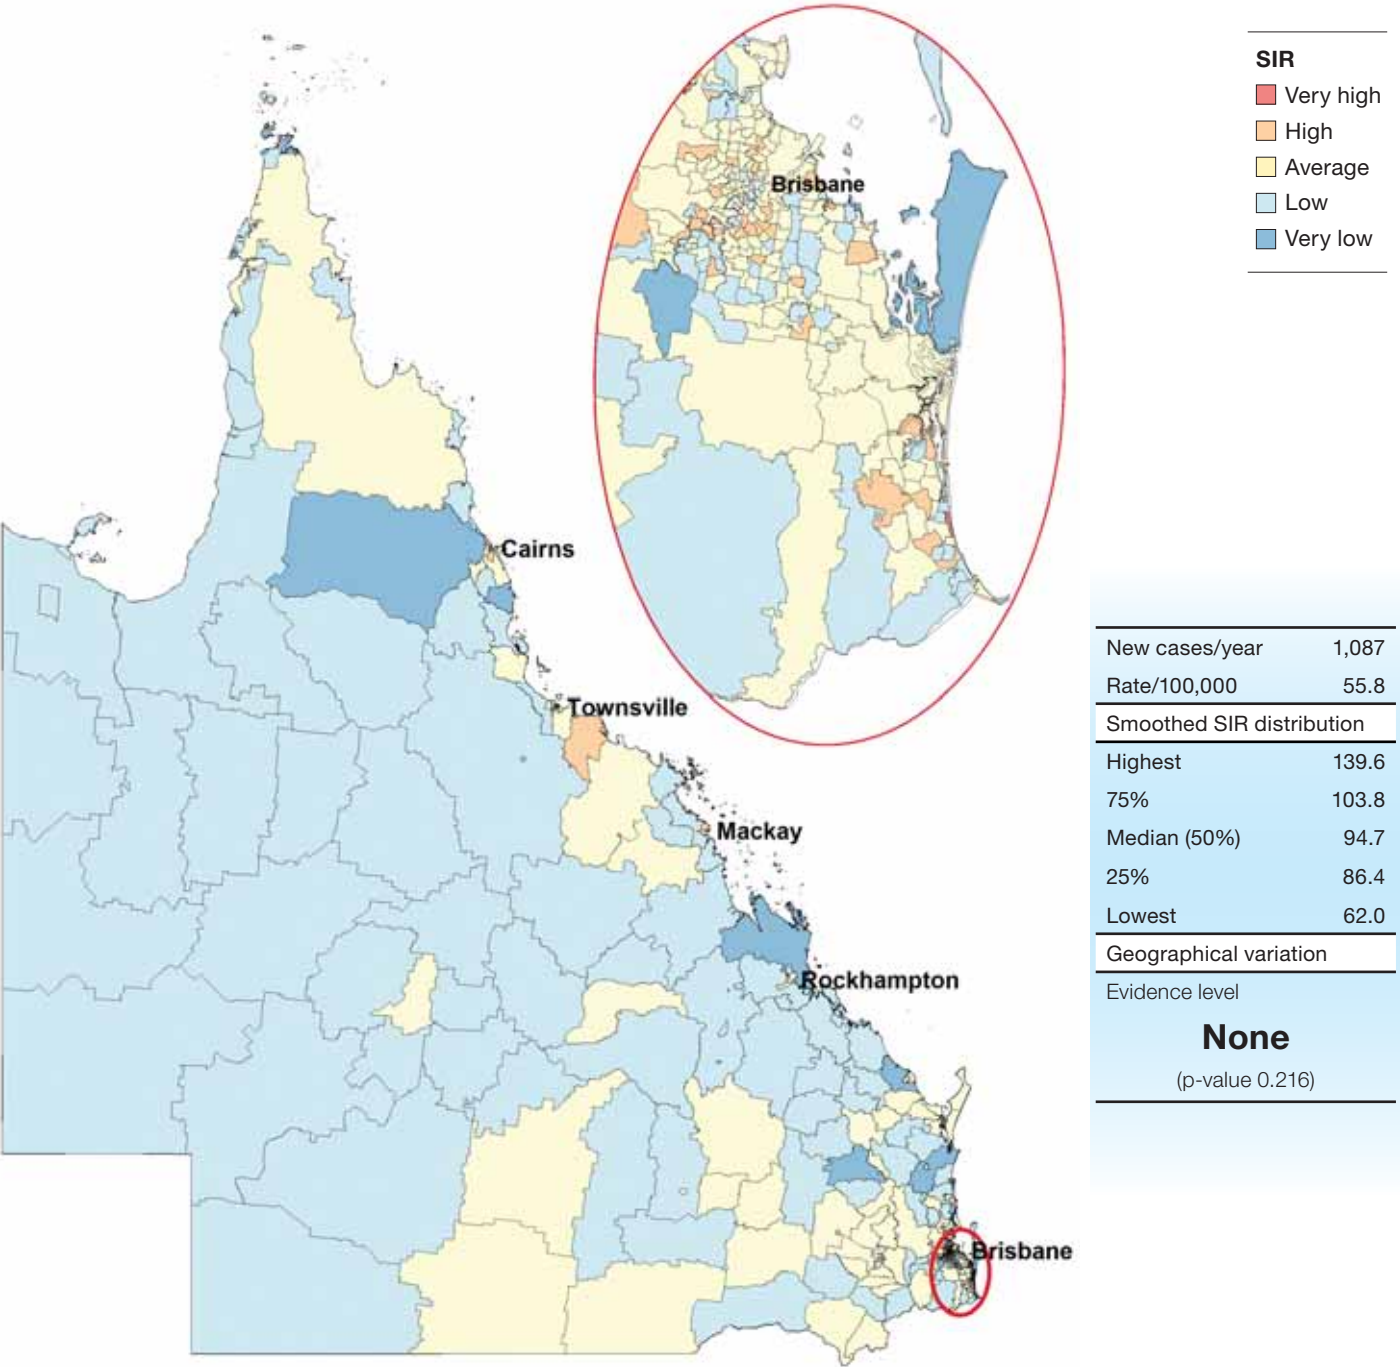 Brisbane
Cairns
Townsville
Mackay
Rockhampton
Brisbane
SIR
Very high
High
Average
Low
Very low
New cases/year 1,087
Rate/100,000 55.8
Smoothed SIR distribution
Highest 139.6
75% 103.8
Median (50%) 94.7
25% 86.4
Lowest 62.0
Geographical variation
Evidence level
None
(p-value 0.216)